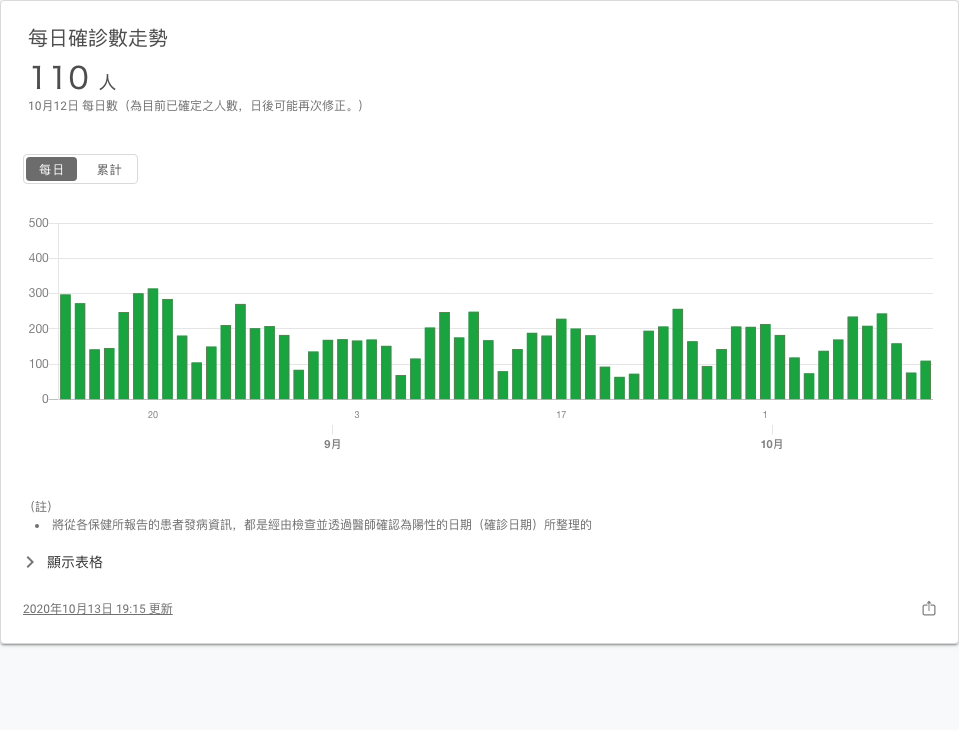 每日確診數走勢
110 人
10月12日 每日數（為目前已確定之人數，日後可能再次修正。）
每日 累計
500
400
300
200
100
0
20 3 17 1
9月 10月
（註）
• 將從各保健所報告的患者發病資訊，都是經由檢查並透過醫師確認為陽性的日期（確診日期）所整理的
顯示表格
2020年10月13日 19:15 更新